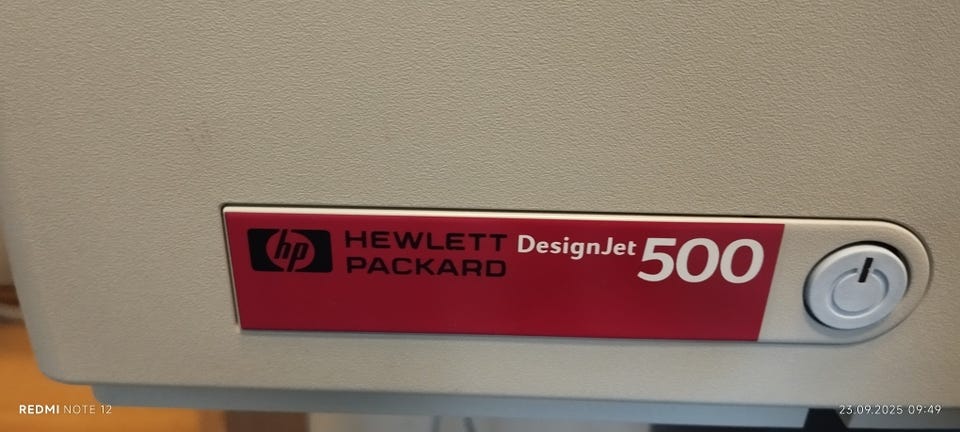 hp HEWLETT PACKARD DesignJet 500
REDMI NOTE 12
23.09.2025 09:49